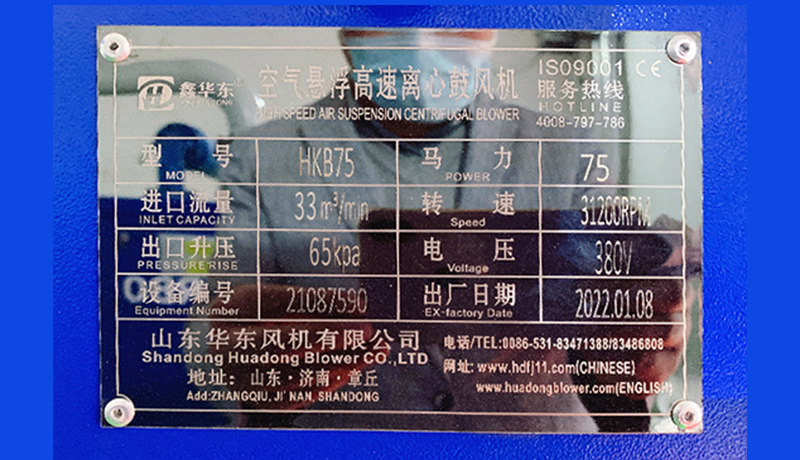 鑫华东
空气悬浮高速离心鼓风机
HIGH SPEED AIR SUSPENSION CENTRIFUGAL BLOWER
ISO9001 CE
服务热线
HOTLINE
4008-797-786
型号 HKB75 马力 75
MODEL POWER
进口流量 33m³/min 转速 31200RPM
INLET CAPACITY Speed
出口升压 65kpa 电压 380V
PRESSURE RISE Voltage
设备编号 21087590 出厂日期 2022.01.08
Equipment Number EX-factory Date
山东华东风机有限公司
Shandong Huadong Blower CO.,LTD
地址: 山东·济南·章丘
Add:ZHANGQIU, JI' NAN, SHANDONG
电话/TEL:0086-531-83471388/83486808
网址: www.hdfj11.com(CHINESE)
www.huadongblower.com(ENGLISH)